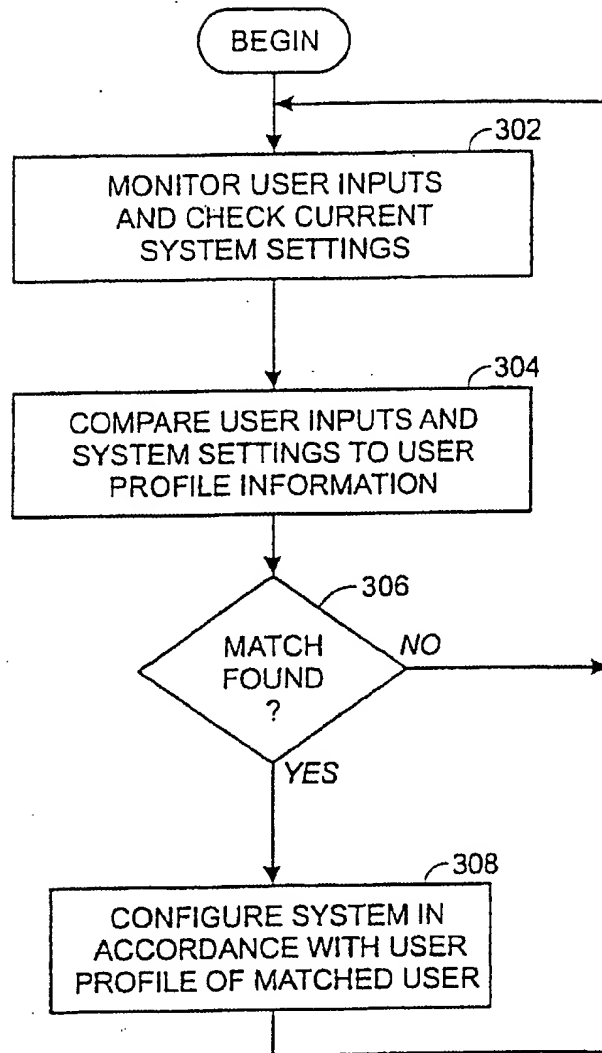 BEGIN
302
MONITOR USER INPUTS
AND CHECK CURRENT
SYSTEM SETTINGS
304
COMPARE USER INPUTS AND
SYSTEM SETTINGS TO USER
PROFILE INFORMATION
306
MATCH
FOUND
?
NO
YES
308
CONFIGURE SYSTEM IN
ACCORDANCE WITH USER
PROFILE OF MATCHED USER